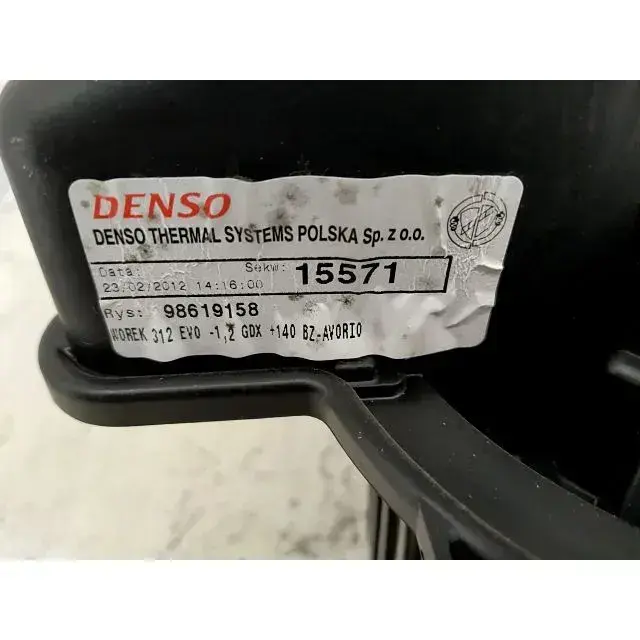 DENSO
DENSO THERMAL SYSTEMS POLSKA Sp. z o.o.
Data: Sekw: 15571
23/02/2012 14:16:00
Rys: 98619158
WOREK 312 EVO -1,2 GDX +140 BZ-AVORIO